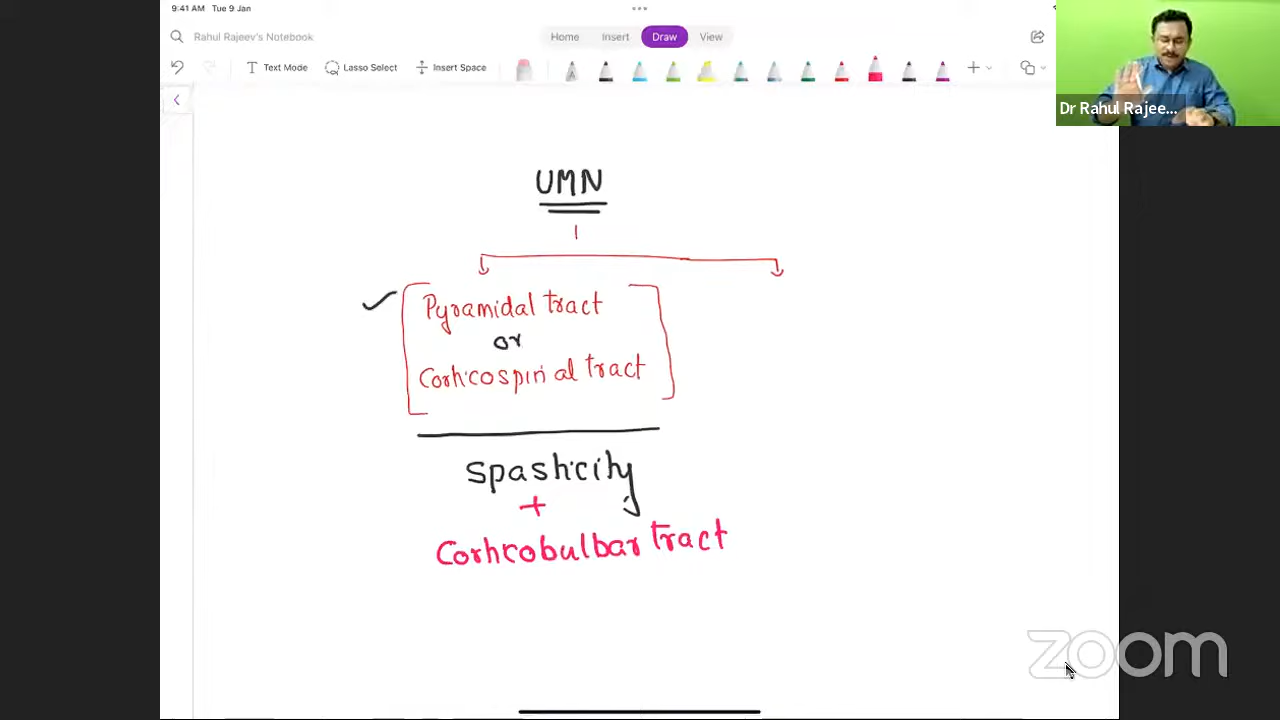 9:41 AM Tue 9 Jan
Rahul Rajeev's Notebook
Home Insert Draw View
Text Mode Lasso Select Insert Space
Dr Rahul Rajee...
UMN
Pyramidal tract
or
Corticospinal tract
Spasticity
+
Corticobulbar tract
zoom